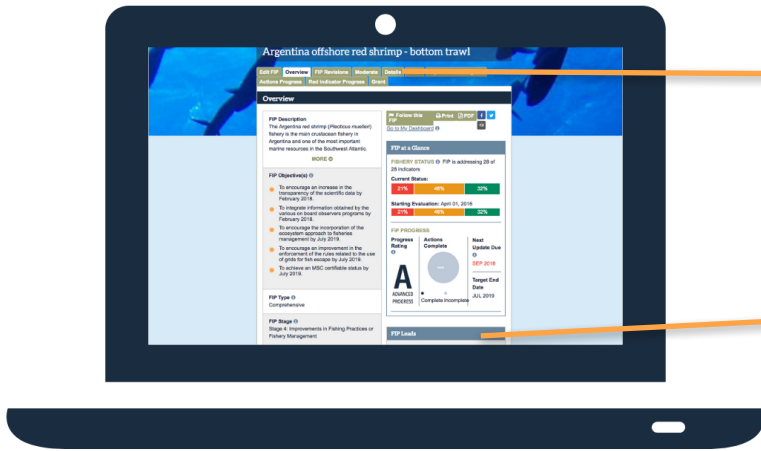 Argentina offshore red shrimp - bottom trawl
Edit FIP Overview FIP Revisions Moderate Details
Actions Progress Red Indicator Progress Grant
Overview
FIP Description
The Argentina red shrimp (Pleoticus muelleri)
fishery is the main crustacean fishery in
Argentina and one of the most important
marine resources in the Southwest Atlantic.
MORE
FIP Objective(s)
To encourage an increase in the
transparency of the scientific data by
February 2018.
To integrate information obtained by the
various on board observers programs by
February 2018.
To encourage the incorporation of the
ecosystem approach to fisheries
management by July 2019.
To encourage an improvement in the
enforcement of the rules related to the use
of grids for fish escape by July 2019.
To achieve an MSC certifiable status by
July 2019.
FIP Type
Comprehensive
FIP Stage
Stage 4: Improvements in Fishing Practices or
Fishery Management
Follow this
FIP
Print PDF
Go to My Dashboard
FIP at a Glance
FISHERY STATUS FIP is addressing 28 of
28 indicators
Current Status:
21% 46% 32%
Starting Evaluation: April 01, 2016
21% 46% 32%
FIP PROGRESS
Progress
Rating
A
ADVANCED
PROGRESS
Actions
Complete
Complete Incomplete
Next
Update Due
SEP 2018
Target End
Date
JUL 2019
FIP Leads